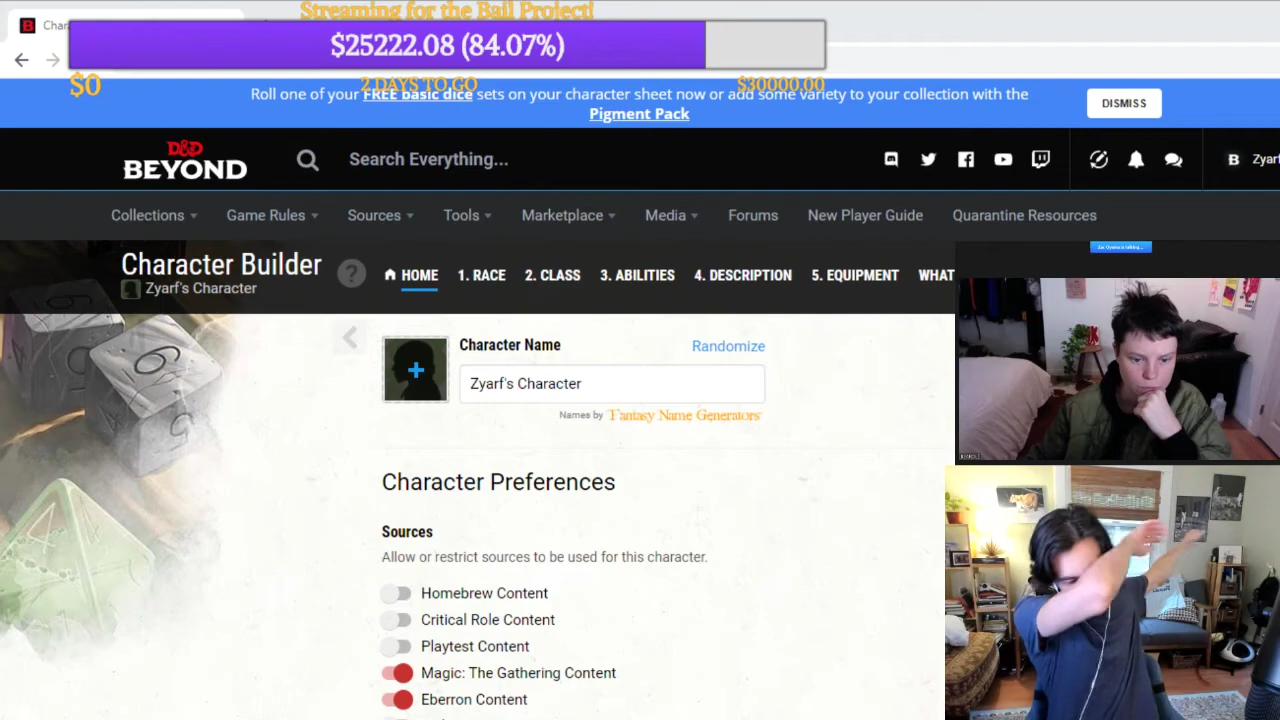 Streaming for the Bail Project!
Char
$25222.08 (84.07%)
$0
2 DAYS TO GO
$30000.00
Roll one of your FREE basic dice sets on your character sheet now or add some variety to your collection with the
Pigment Pack
DISMISS
D&D
BEYOND
Search Everything...
B Zyarf
Collections
Game Rules
Sources
Tools
Marketplace
Media
Forums
New Player Guide
Quarantine Resources
Character Builder
Zyarf's Character
?
HOME
1. RACE
2. CLASS
3. ABILITIES
4. DESCRIPTION
5. EQUIPMENT
WHAT
Character Name
Randomize
Zyarf's Character
Names by Fantasy Name Generators
Character Preferences
Sources
Allow or restrict sources to be used for this character.
Homebrew Content
Critical Role Content
Playtest Content
Magic: The Gathering Content
Eberron Content